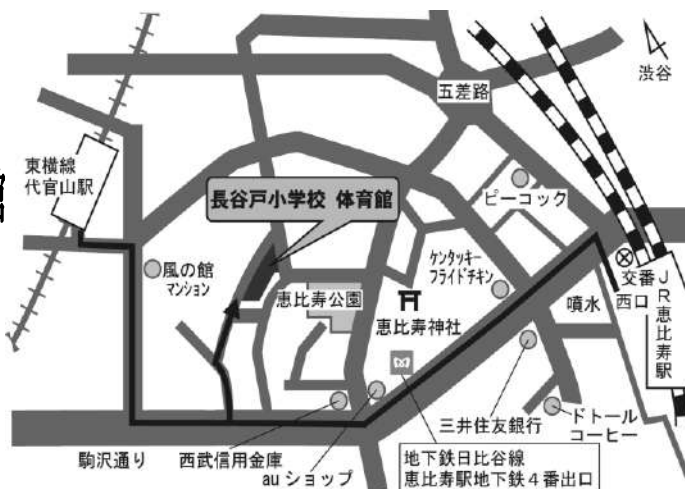 渋谷
五差路
東横線
代官山駅
長谷戸小学校 体育館
ピーコック
風の館
マンション
恵比寿公園
ケンタッキー
フライドチキン
恵比寿神社
交番
西口
噴水
JR恵比寿駅
三井住友銀行
ドトール
コーヒー
駒沢通り
西武信用金庫
auショップ
地下鉄日比谷線
恵比寿駅地下鉄4番出口